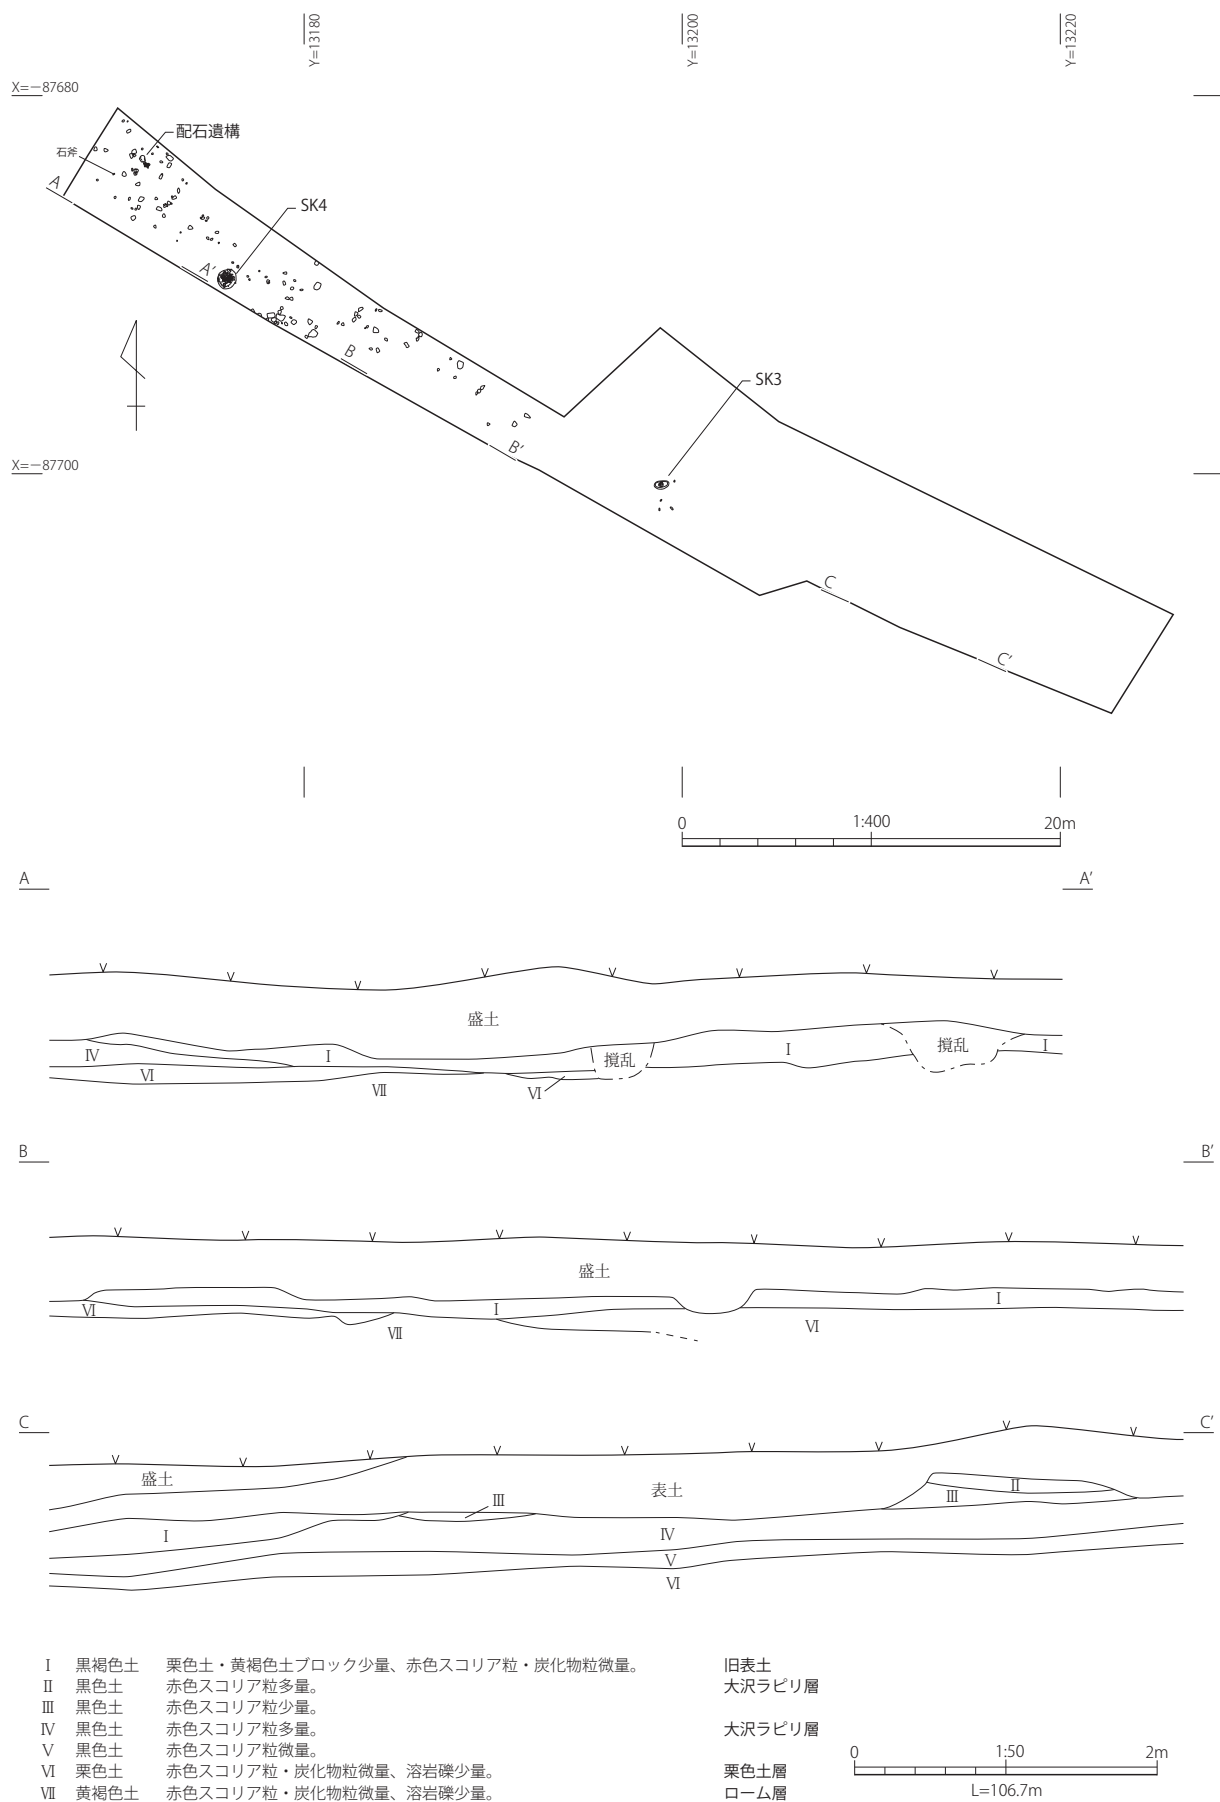 Y=13180
Y=13200
Y=13220
X=－87680
配石遺構
石斧
A
SK4
A′
B
SK3
X=－87700
B′
C
C′
0 1:400 20m
A A′
盛土
Ⅳ Ⅰ 撹乱 Ⅰ 撹乱 Ⅰ
Ⅵ Ⅶ Ⅵ
B B′
盛土
Ⅵ Ⅰ Ⅰ
Ⅶ Ⅵ
C C′
盛土 表土 Ⅲ Ⅲ Ⅱ
Ⅰ Ⅳ
Ⅴ
Ⅵ
Ⅰ 黒褐色土 栗色土・黄褐色土ブロック少量、赤色スコリア粒・炭化物粒微量。 旧表土
Ⅱ 黒色土 赤色スコリア粒多量。 大沢ラピリ層
Ⅲ 黒色土 赤色スコリア粒少量。
Ⅳ 黒色土 赤色スコリア粒多量。 大沢ラピリ層
Ⅴ 黒色土 赤色スコリア粒微量。
Ⅵ 栗色土 赤色スコリア粒・炭化物粒微量、溶岩礫少量。 栗色土層
Ⅶ 黄褐色土 赤色スコリア粒・炭化物粒微量、溶岩礫少量。 ローム層
0 1:50 2m
L=106.7m